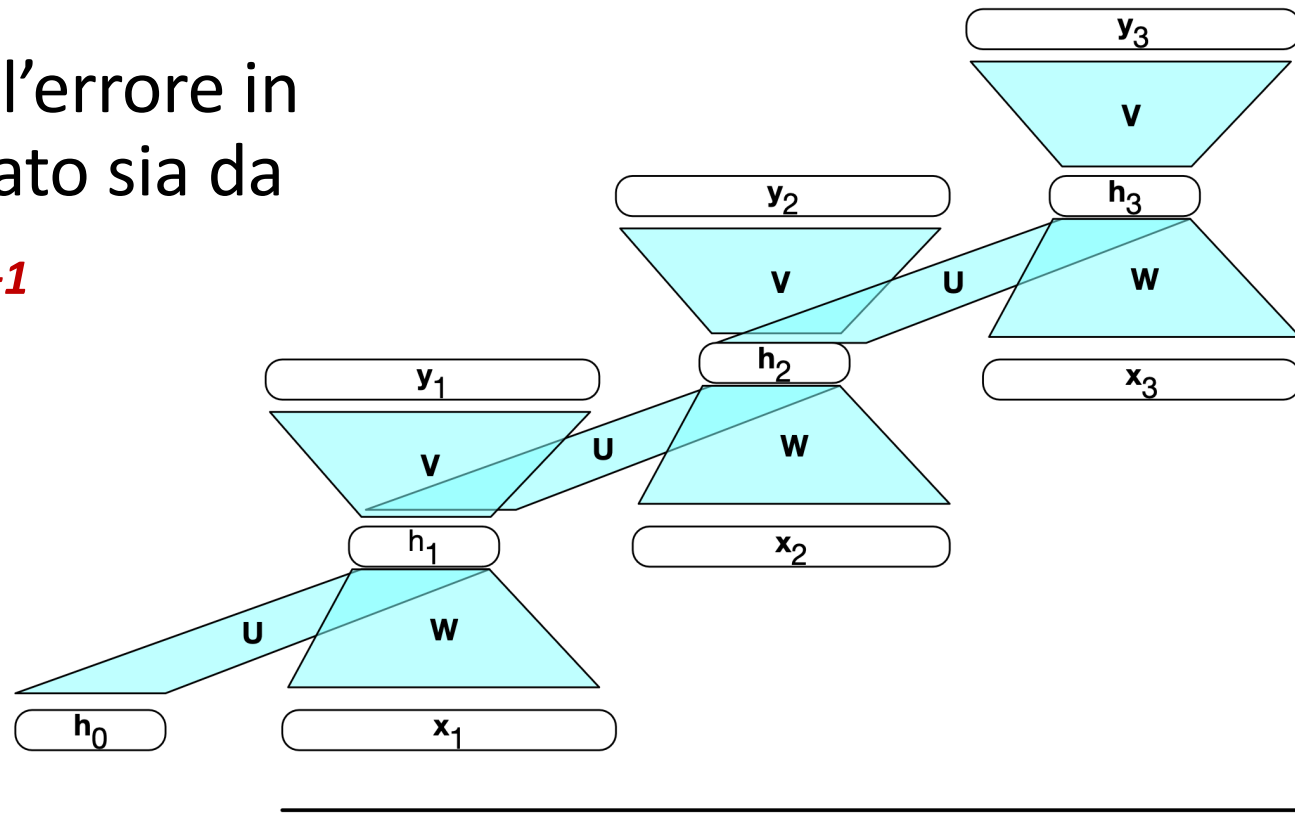 l’errore in
ato sia da
-1
y3
V
h3
y2
V
U
W
y1
h2
x3
V
U
W
h1
x2
U
W
h0
x1